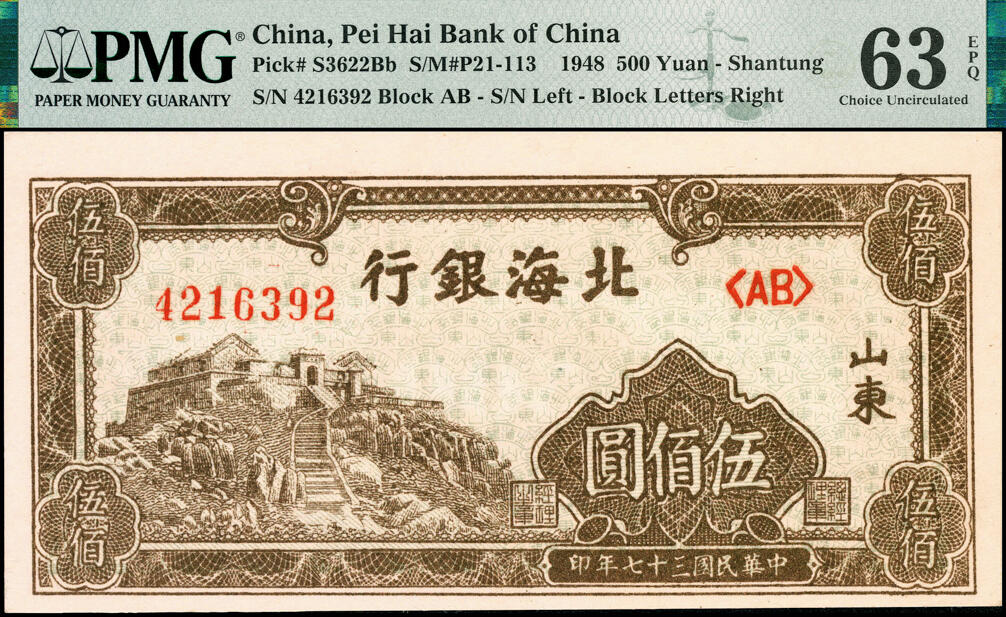 PMG®
PAPER MONEY GUARANTY
China, Pei Hai Bank of China
Pick# S3622Bb S/M#P21-113 1948 500 Yuan - Shantung
S/N 4216392 Block AB - S/N Left - Block Letters Right
63
EPQ
Choice Uncirculated
伍佰
伍佰
行銀海北
4216392
<AB>
山東
圓佰伍
伍佰
伍佰
印年七十三國民華中